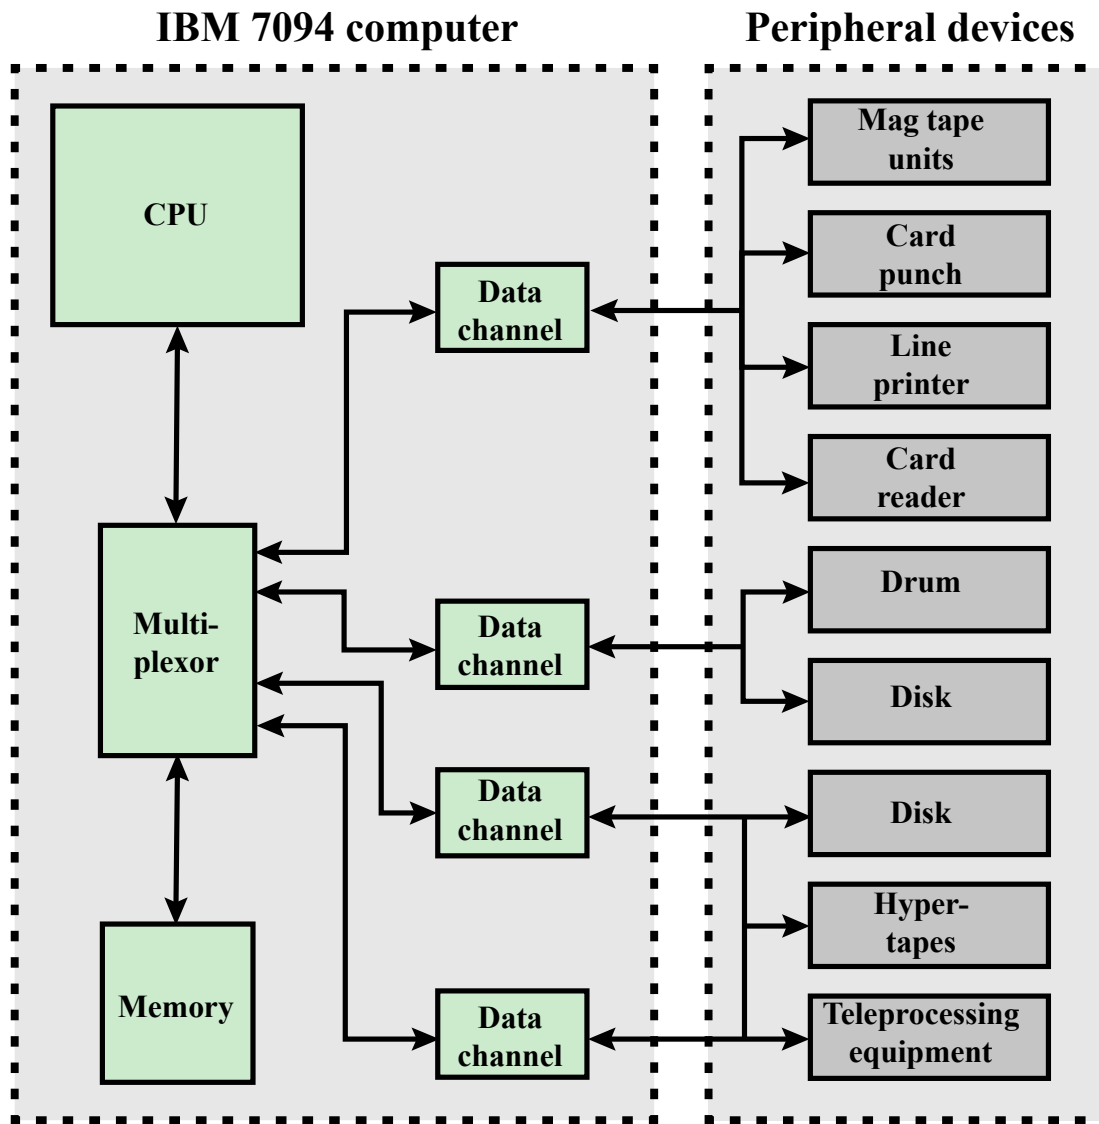 IBM 7094 computer
Peripheral devices
CPU
Multi-
plexor
Memory
Data
channel
Data
channel
Data
channel
Data
channel
Mag tape
units
Card
punch
Line
printer
Card
reader
Drum
Disk
Disk
Hyper-
tapes
Teleprocessing
equipment